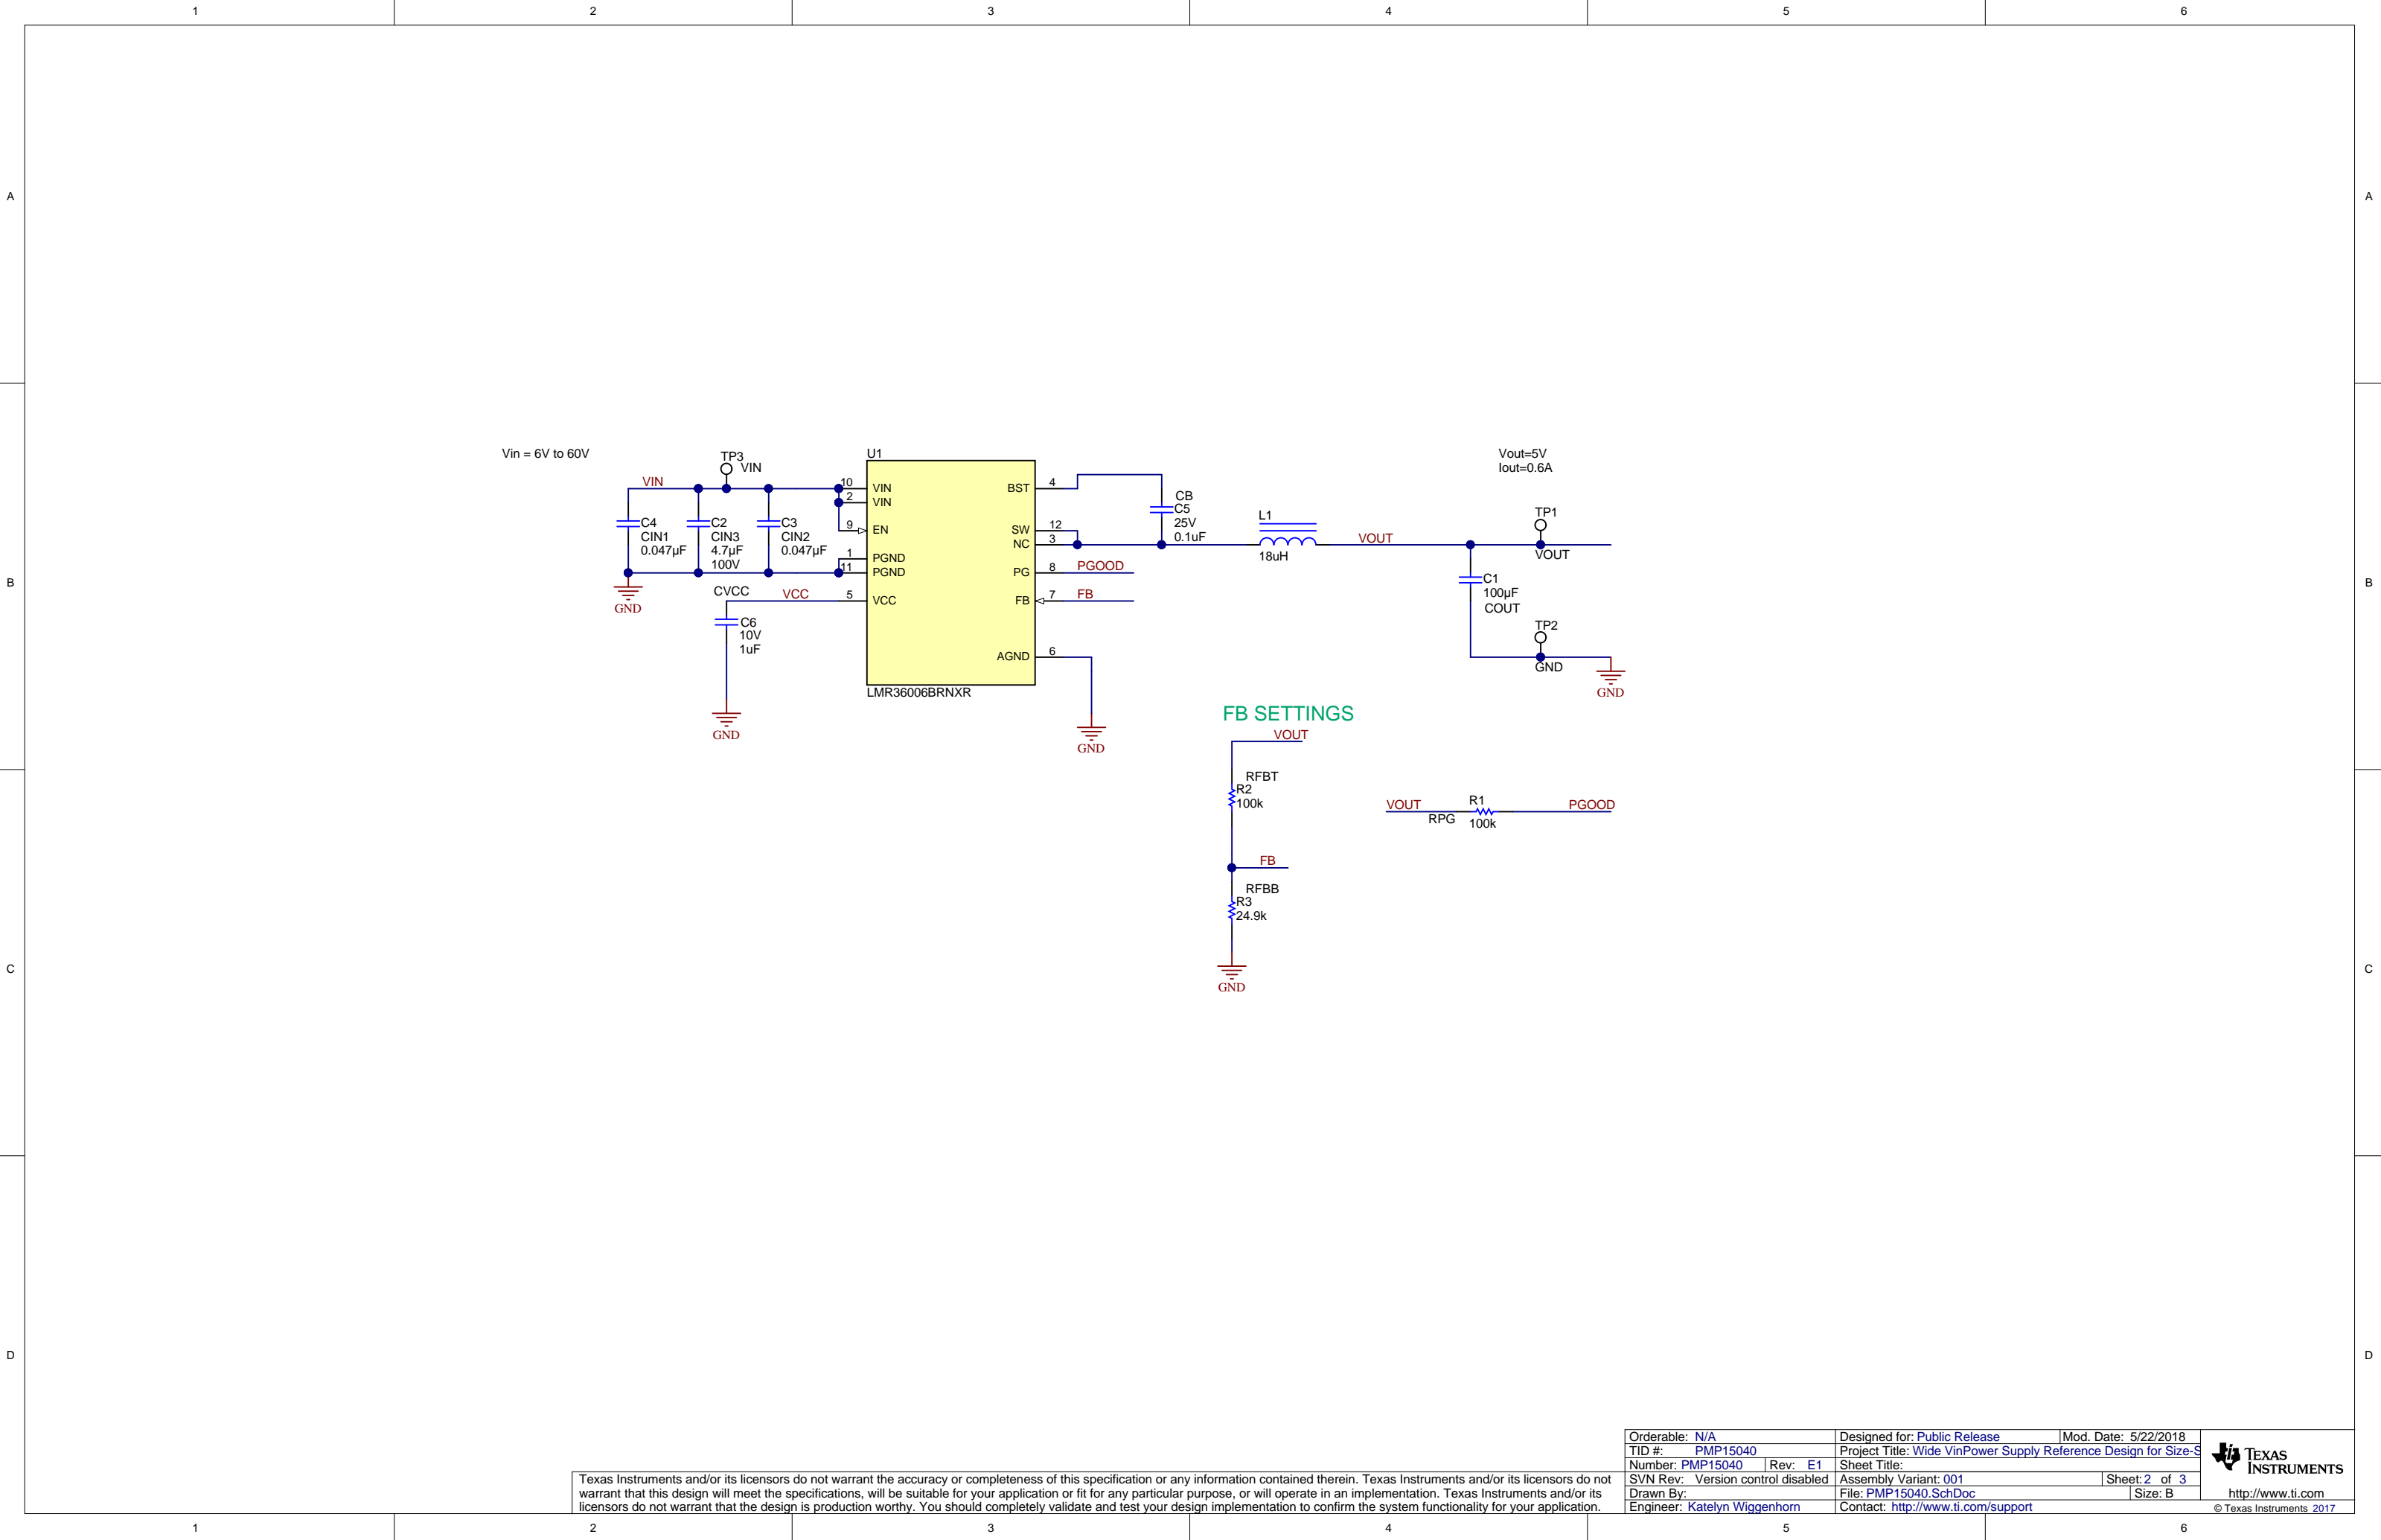 1 2 3 4 5 6
A A
Vin = 6V to 60V
TP3
VIN
VIN
U1
10 VIN
2 VIN
9 EN
1 PGND
11 PGND
5 VCC
BST 4
SW 12
NC 3
PG 8
FB 7
AGND 6
LMR36006BRNXR
C4
CIN1
0.047µF
C2
CIN3
4.7µF
100V
C3
CIN2
0.047µF
GND
CVCC
VCC
C6
10V
1uF
GND
PGOOD
FB
GND
CB
C5
25V
0.1uF
L1
18uH
VOUT
Vout=5V
Iout=0.6A
TP1
VOUT
C1
100µF
COUT
TP2
GND
GND
B B
FB SETTINGS
VOUT
RFBT
R2
100k
FB
RFBB
R3
24.9k
GND
VOUT
RPG
R1
100k
PGOOD
C C
D D
Texas Instruments and/or its licensors do not warrant the accuracy or completeness of this specification or any information contained therein. Texas Instruments and/or its licensors do not
warrant that this design will meet the specifications, will be suitable for your application or fit for any particular purpose, or will operate in an implementation. Texas Instruments and/or its
licensors do not warrant that the design is production worthy. You should completely validate and test your design implementation to confirm the system functionality for your application.
Orderable: N/A Designed for: Public Release Mod. Date: 5/22/2018
TID #: PMP15040 Project Title: Wide VinPower Supply Reference Design for Size-S
Number: PMP15040 Rev: E1 Sheet Title:
SVN Rev: Version control disabled Assembly Variant: 001 Sheet: 2 of 3
Drawn By: File: PMP15040.SchDoc Size: B
Engineer: Katelyn Wiggenhorn Contact: http://www.ti.com/support
TEXAS
INSTRUMENTS
http://www.ti.com
© Texas Instruments 2017
1 2 3 4 5 6